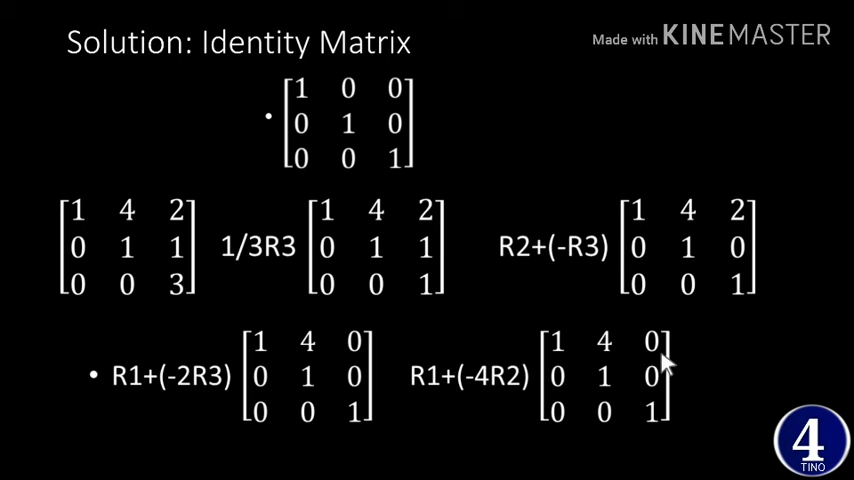 Solution: Identity Matrix
Made with KINEMASTER
• [1 0 0
0 1 0
0 0 1]
[1 4 2
0 1 1
0 0 3]
1/3R3
[1 4 2
0 1 1
0 0 1]
R2+(-R3)
[1 4 2
0 1 0
0 0 1]
• R1+(-2R3)
[1 4 0
0 1 0
0 0 1]
R1+(-4R2)
[1 4 0
0 1 0
0 0 1]
4
TINO